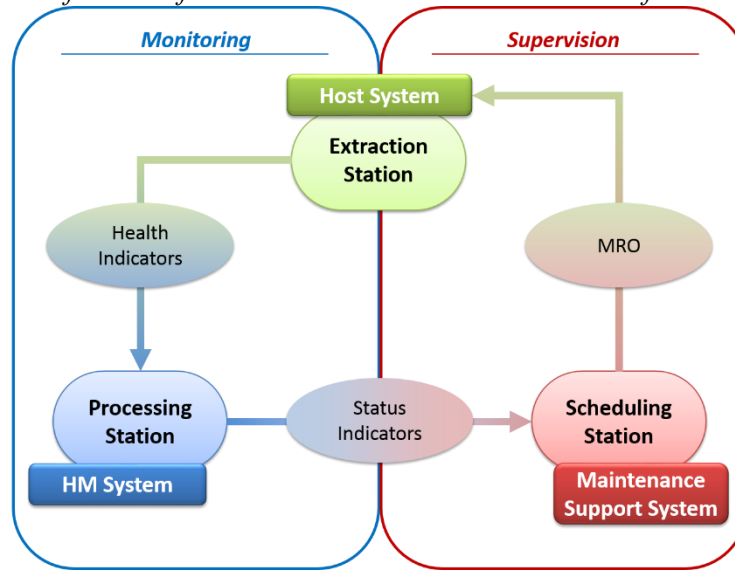 Monitoring
Supervision
Host System
Extraction
Station
Health
Indicators
MRO
Processing
Station
HM System
Status
Indicators
Scheduling
Station
Maintenance
Support System